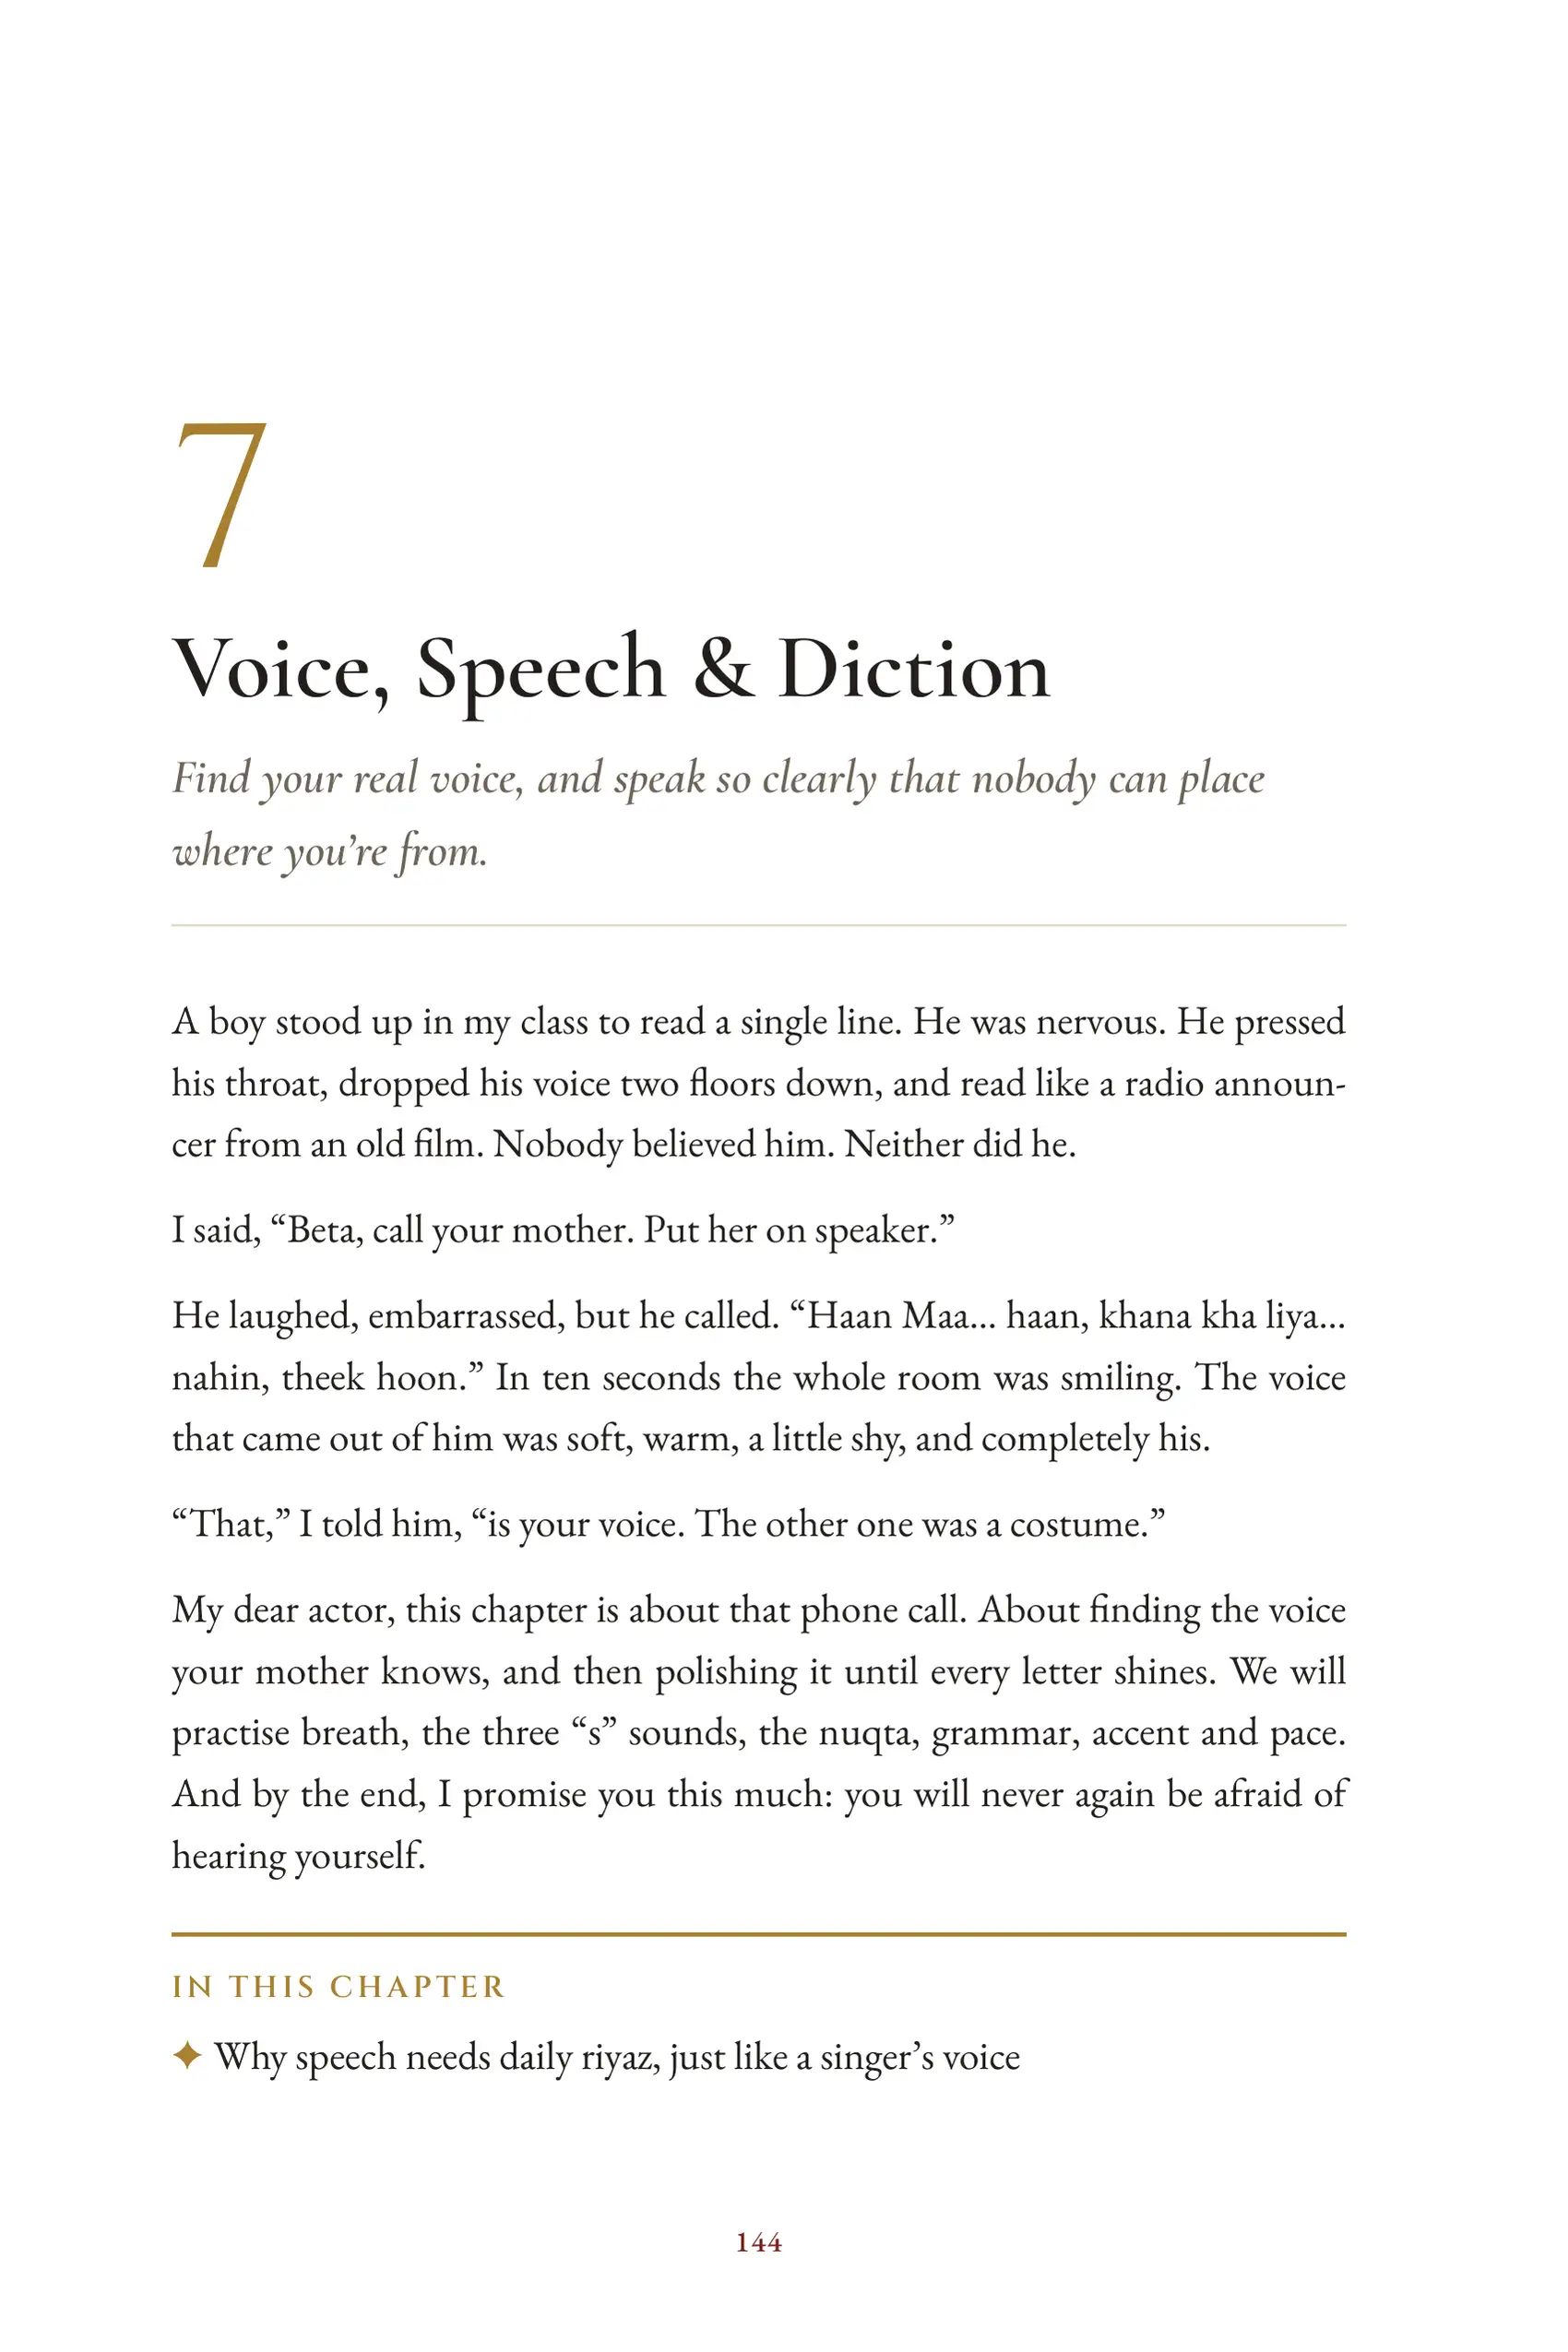 7
Voice, Speech & Diction
Find your real voice, and speak so clearly that nobody can place
where you’re from.
A boy stood up in my class to read a single line. He was nervous. He pressed
his throat, dropped his voice two floors down, and read like a radio announ-
cer from an old film. Nobody believed him. Neither did he.
I said, “Beta, call your mother. Put her on speaker.”
He laughed, embarrassed, but he called. “Haan Maa… haan, khana kha liya…
nahin, theek hoon.” In ten seconds the whole room was smiling. The voice
that came out of him was soft, warm, a little shy, and completely his.
“That,” I told him, “is your voice. The other one was a costume.”
My dear actor, this chapter is about that phone call. About finding the voice
your mother knows, and then polishing it until every letter shines. We will
practise breath, the three “s” sounds, the nuqta, grammar, accent and pace.
And by the end, I promise you this much: you will never again be afraid of
hearing yourself.
IN THIS CHAPTER
✦ Why speech needs daily riyaz, just like a singer’s voice
144